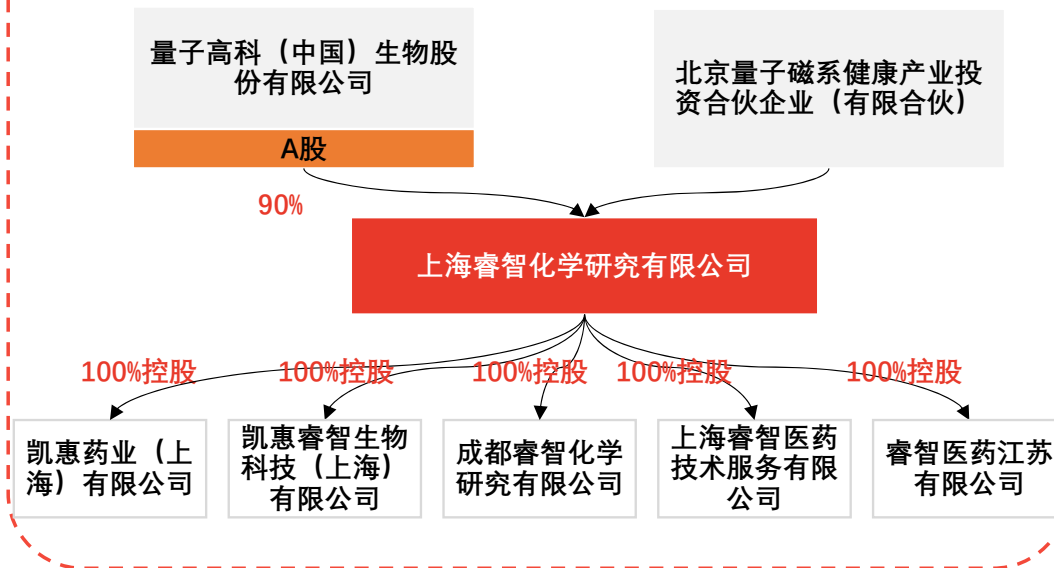 量子高科（中国）生物股
份有限公司
A股
北京量子磁系健康产业投
资合伙企业（有限合伙）
90%
上海睿智化学研究有限公司
100%控股
100%控股
100%控股
100%控股
100%控股
凯惠药业（上
海）有限公司
凯惠睿智生物
科技（上海）
有限公司
成都睿智化学
研究有限公司
上海睿智医药
技术服务有限
公司
睿智医药江苏
有限公司